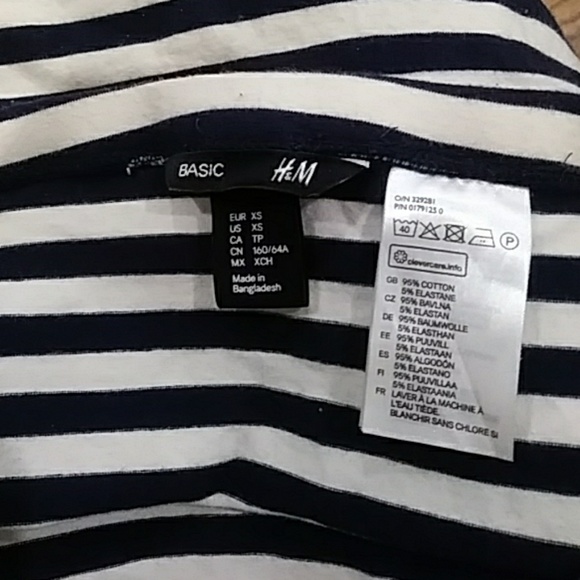 BASIC H&M
EUR XS
US XS
CA TP
CN 160/64A
MX XCH
Made in
Bangladesh
O/N 329281
P/N 0179125 0
40 P
clevercare.info
GB 95% COTTON
5% ELASTANE
CZ 95% BAVLNA
5% ELASTAN
DE 95% BAUMWOLLE
5% ELASTHAN
EE 95% PUUVILL
5% ELASTAAN
ES 95% ALGODÓN
5% ELASTANO
FI 95% PUUVILLAA
5% ELASTAANIA
FR LAVER À LA MACHINE À
L'EAU TIÈDE.
BLANCHIR SANS CHLORE SI